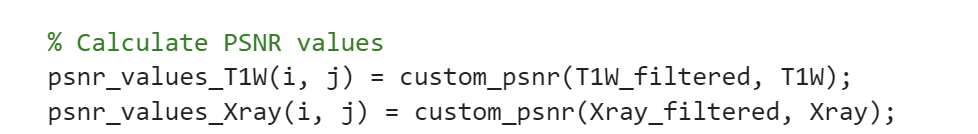 % Calculate PSNR values
psnr_values_T1W(i, j) = custom_psnr(T1W_filtered, T1W);
psnr_values_Xray(i, j) = custom_psnr(Xray_filtered, Xray);